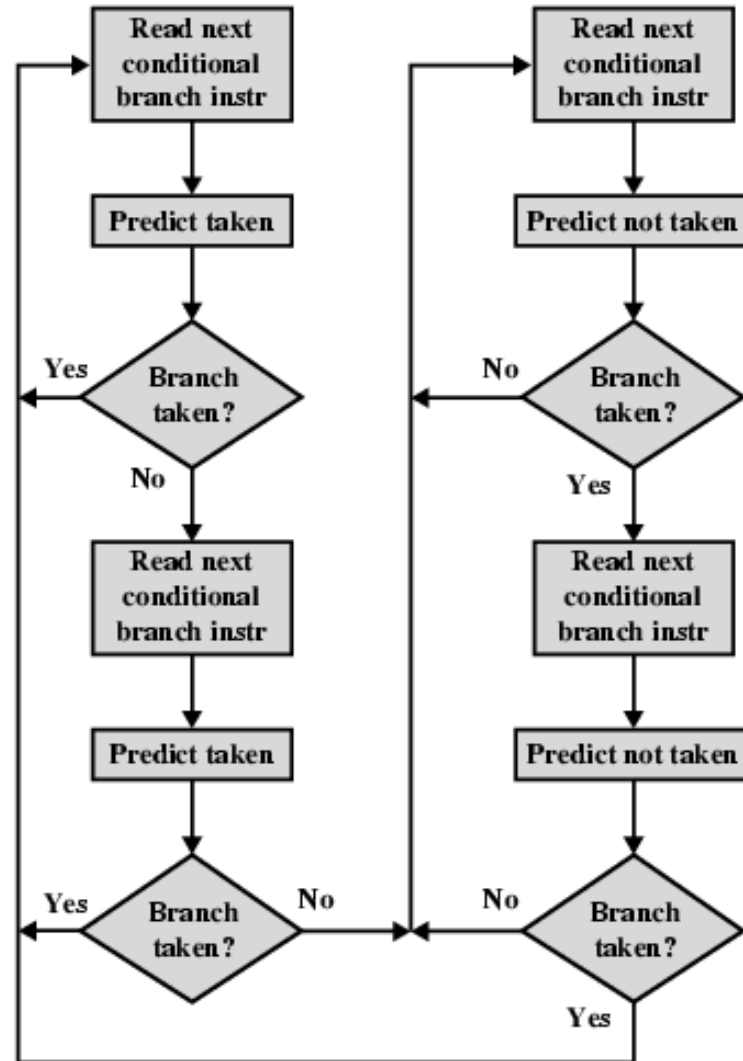 Read next
conditional
branch instr
Predict taken
Yes
Branch
taken?
No
Read next
conditional
branch instr
Predict taken
Yes
Branch
taken?
No
Read next
conditional
branch instr
Predict not taken
No
Branch
taken?
Yes
Read next
conditional
branch instr
Predict not taken
No
Branch
taken?
Yes